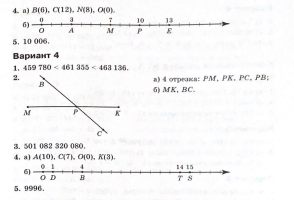 4. а) B(6), C(12), N(8), O(0).
б) 0 3 7 10 13
O A M P E
5. 10 006.
Вариант 4
1. 459 780 < 461 355 < 463 136.
2. B
M P K
C
а) 4 отрезка: PM, PK, PC, PB;
б) MK, BC.
3. 501 082 320 080.
4. а) A(10), C(7), O(0), K(3).
б) 0 1 4 14 15
O D B T S
5. 9996.